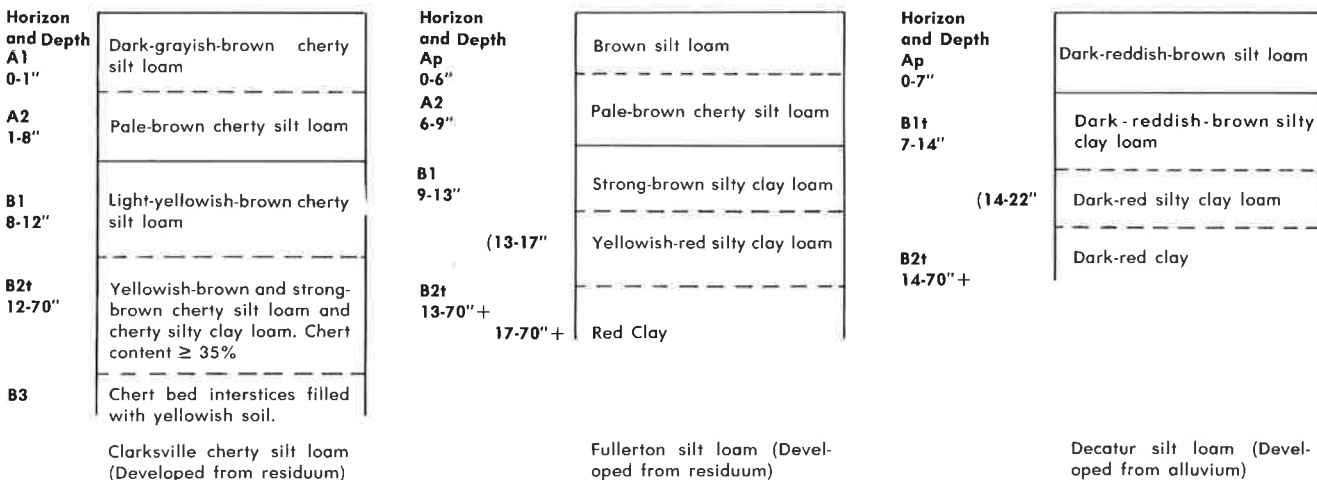 Horizon
and Depth
A1
0-1"
Dark-grayish-brown cherty
silt loam
A2
1-8"
Pale-brown cherty silt loam
B1
8-12"
Light-yellowish-brown cherty
silt loam
B2t
12-70"
Yellowish-brown and strong-
brown cherty silt loam and
cherty silty clay loam. Chert
content ≥ 35%
B3
Chert bed interstices filled
with yellowish soil.
Clarksville cherty silt loam
(Developed from residuum)
Horizon
and Depth
Ap
0-6"
Brown silt loam
A2
6-9"
Pale-brown cherty silt loam
B1
9-13"
Strong-brown silty clay loam
(13-17"
Yellowish-red silty clay loam
B2t
13-70"+
17-70"+
Red Clay
Fullerton silt loam (Devel-
oped from residuum)
Horizon
and Depth
Ap
0-7"
Dark-reddish-brown silt loam
B1t
7-14"
Dark-reddish-brown silty
clay loam
(14-22"
Dark-red silty clay loam
B2t
14-70"+
Dark-red clay
Decatur silt loam (Devel-
oped from alluvium)